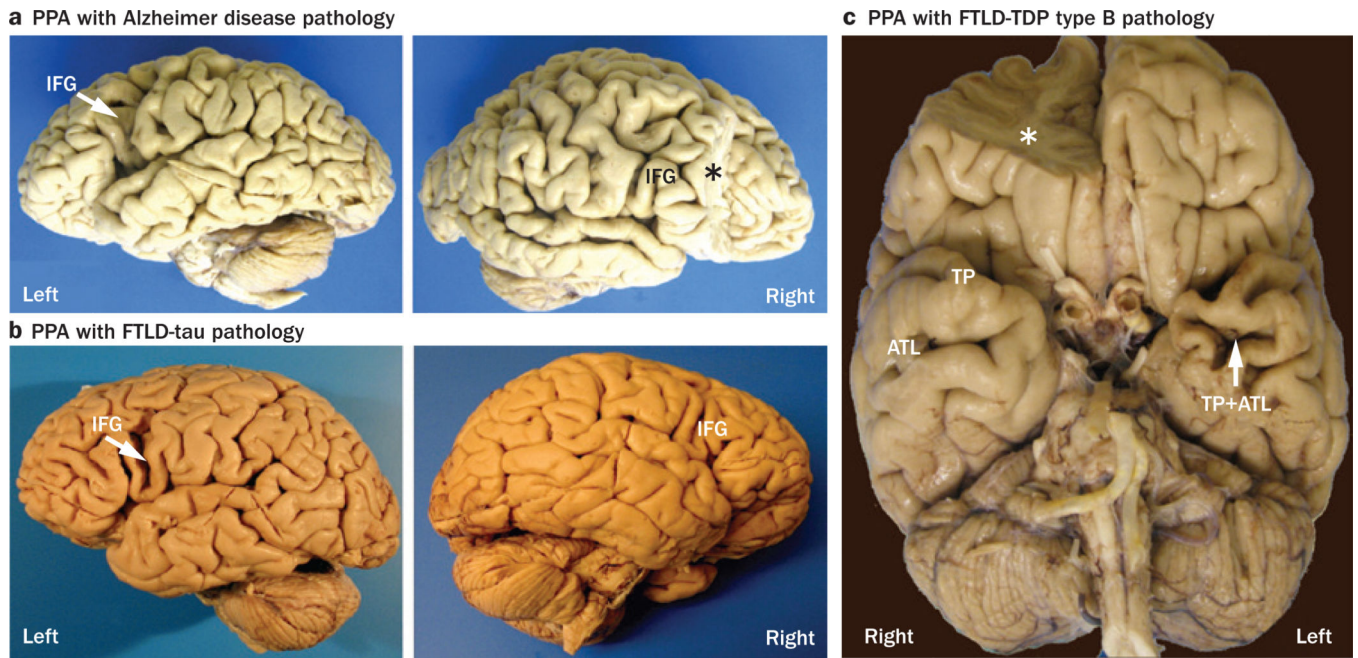 a PPA with Alzheimer disease pathology
IFG
Left
IFG
*
Right
b PPA with FTLD-tau pathology
IFG
Left
IFG
Right
c PPA with FTLD-TDP type B pathology
*
TP
ATL
TP+ATL
Right
Left